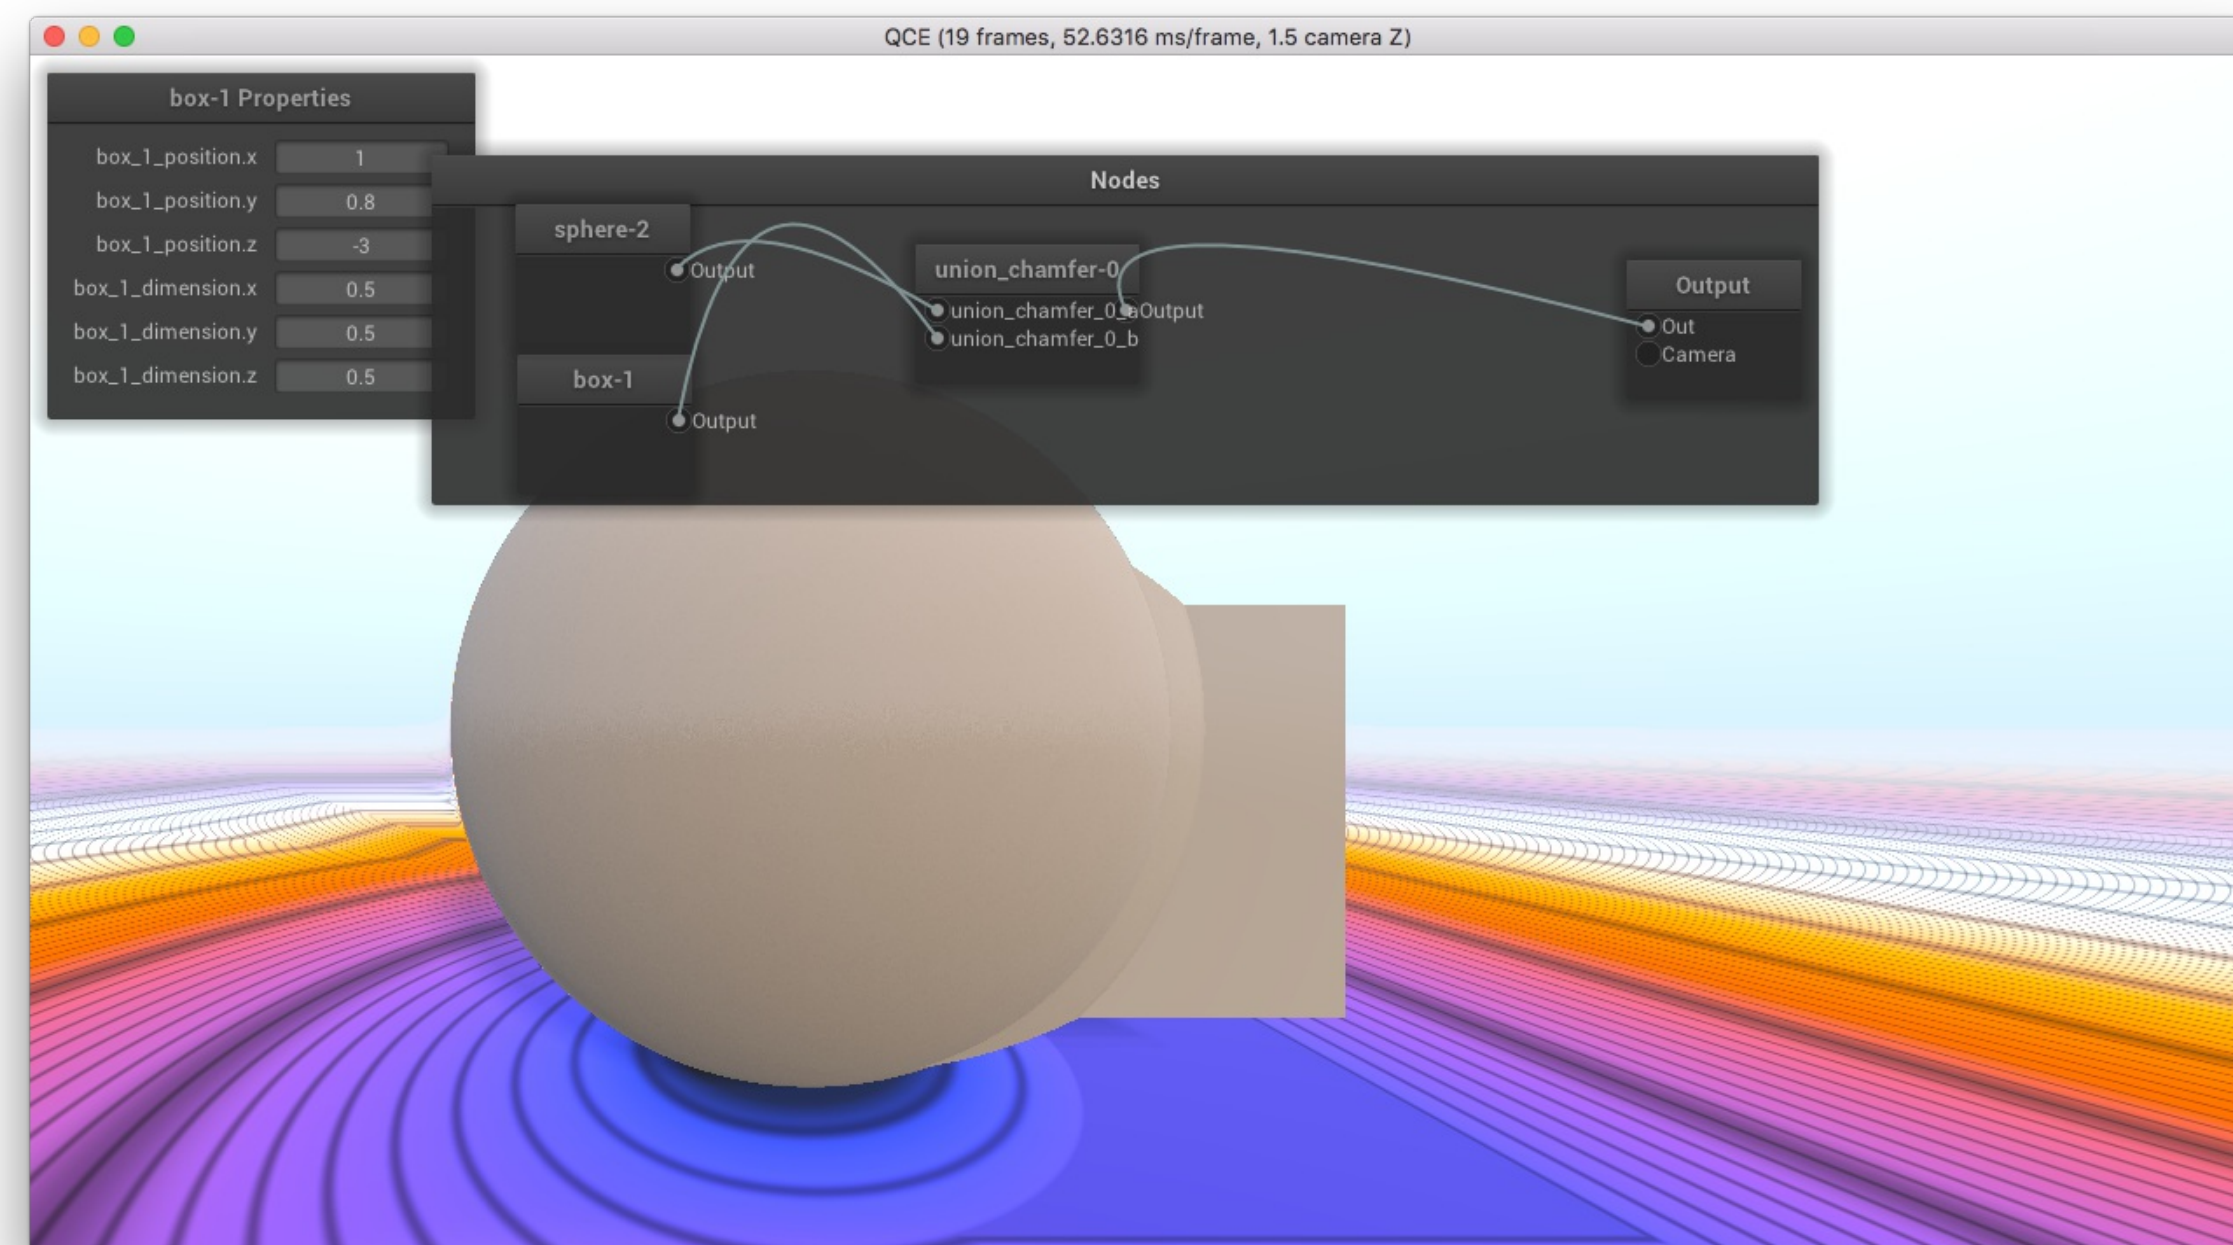 QCE (19 frames, 52.6316 ms/frame, 1.5 camera Z)
box-1 Properties
box_1_position.x 1
box_1_position.y 0.8
box_1_position.z -3
box_1_dimension.x 0.5
box_1_dimension.y 0.5
box_1_dimension.z 0.5
Nodes
sphere-2
Output
box-1
Output
union_chamfer-0
union_chamfer_0_a Output
union_chamfer_0_b
Output
Out
Camera